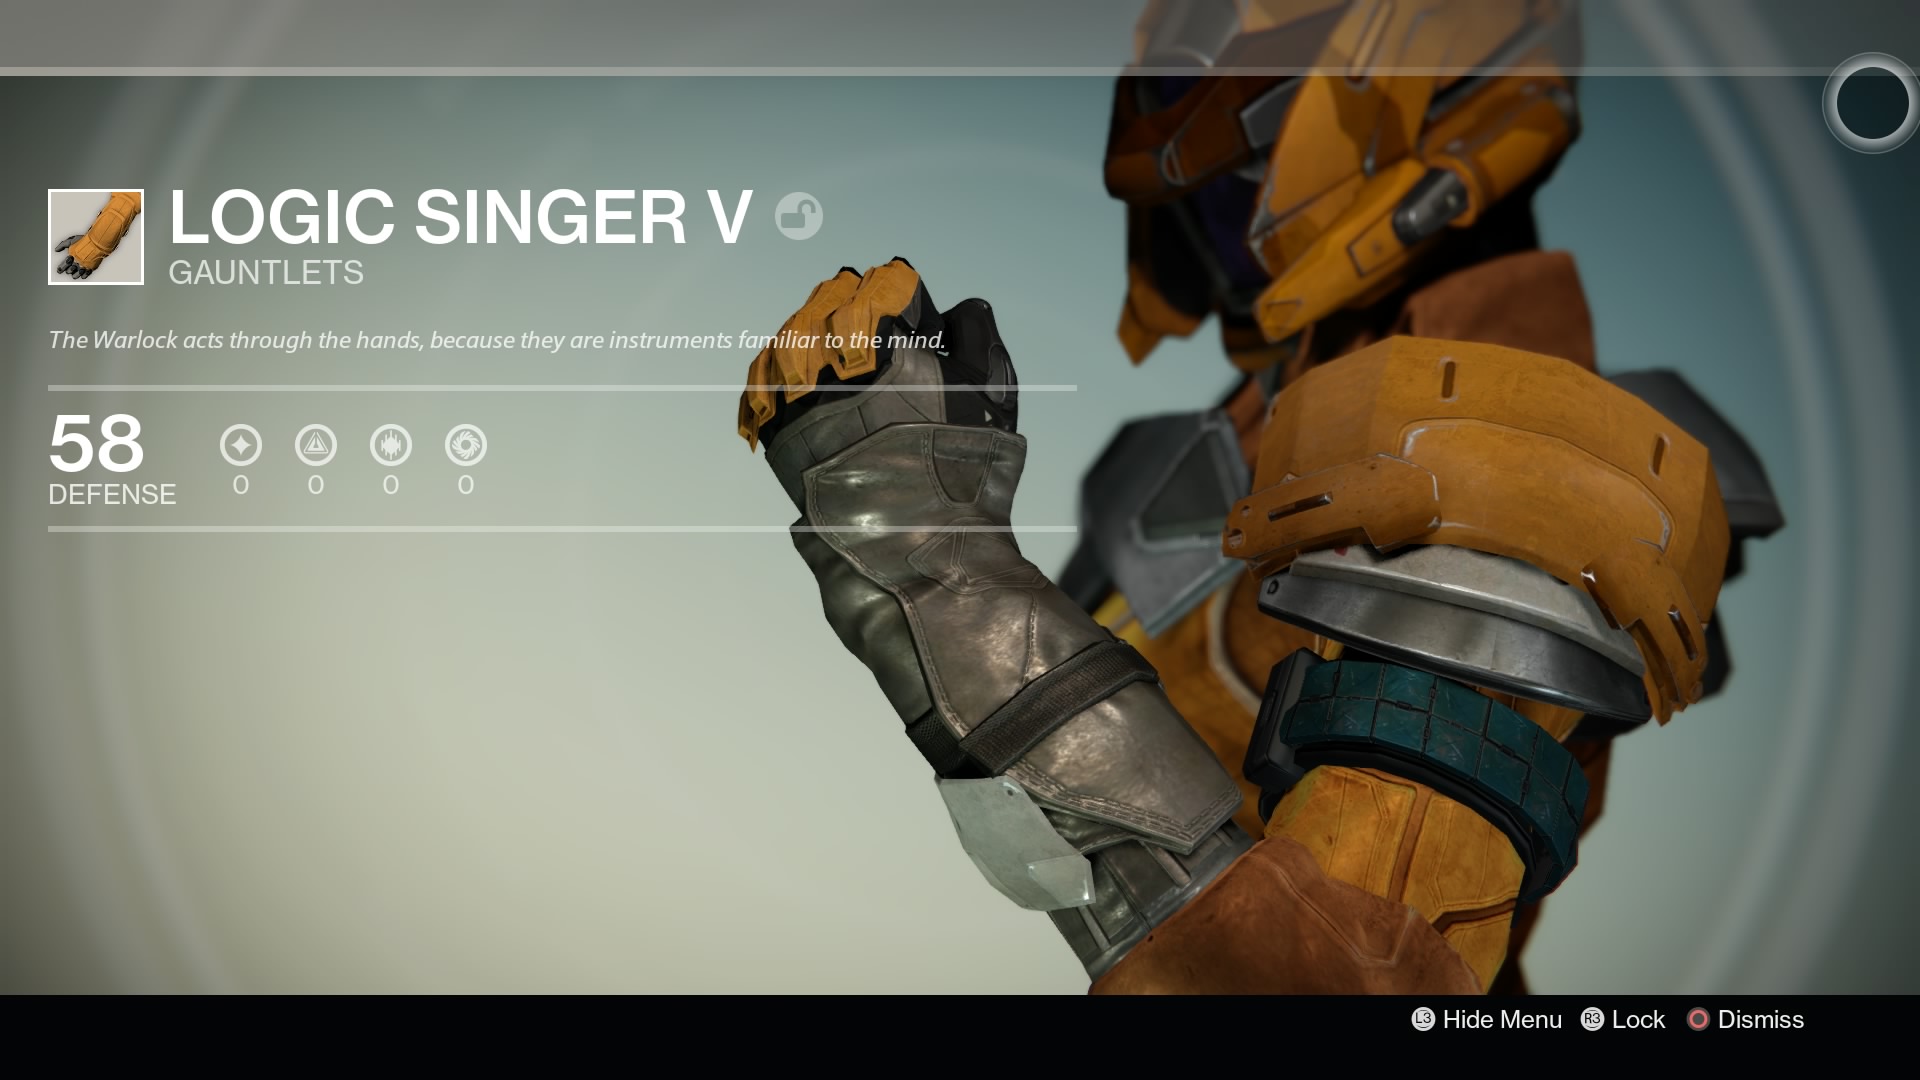 LOGIC SINGER V
GAUNTLETS
The Warlock acts through the hands, because they are instruments familiar to the mind.
58
DEFENSE
0 0 0 0
L3 Hide Menu R3 Lock Dismiss